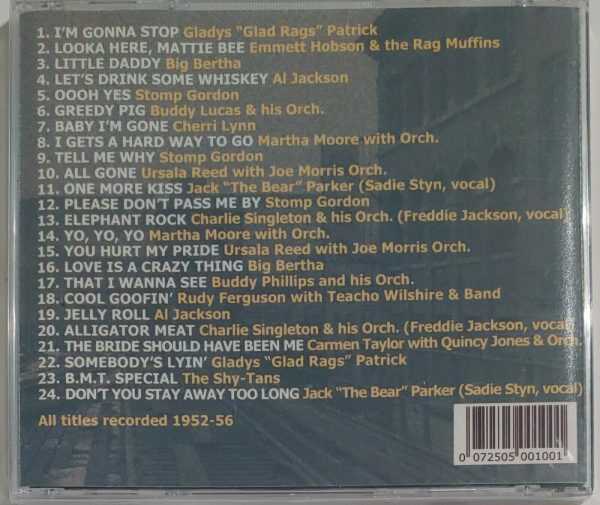 1. I'M GONNA STOP Gladys "Glad Rags" Patrick
2. LOOKA HERE, MATTIE BEE Emmett Hobson & the Rag Muffins
3. LITTLE DADDY Big Bertha
4. LET'S DRINK SOME WHISKEY Al Jackson
5. OOOH YES Stomp Gordon
6. GREEDY PIG Buddy Lucas & his Orch.
7. BABY I'M GONE Cherri Lynn
8. I GETS A HARD WAY TO GO Martha Moore with Orch.
9. TELL ME WHY Stomp Gordon
10. ALL GONE Ursala Reed with Joe Morris Orch.
11. ONE MORE KISS Jack "The Bear" Parker (Sadie Styn, vocal)
12. PLEASE DON'T PASS ME BY Stomp Gordon
13. ELEPHANT ROCK Charlie Singleton & his Orch. (Freddie Jackson, vocal)
14. YO, YO, YO Martha Moore with Orch.
15. YOU HURT MY PRIDE Ursala Reed with Joe Morris Orch.
16. LOVE IS A CRAZY THING Big Bertha
17. THAT I WANNA SEE Buddy Phillips and his Orch.
18. COOL GOOFIN' Rudy Ferguson with Teacho Wilshire & Band
19. JELLY ROLL Al Jackson
20. ALLIGATOR MEAT Charlie Singleton & his Orch. (Freddie Jackson, vocal)
21. THE BRIDE SHOULD HAVE BEEN ME Carmen Taylor with Quincy Jones & Orch.
22. SOMEBODY'S LYIN' Gladys "Glad Rags" Patrick
23. B.M.T. SPECIAL The Shy-Tans
24. DON'T YOU STAY AWAY TOO LONG Jack "The Bear" Parker (Sadie Styn, vocal)
All titles recorded 1952-56
0 072505 001001